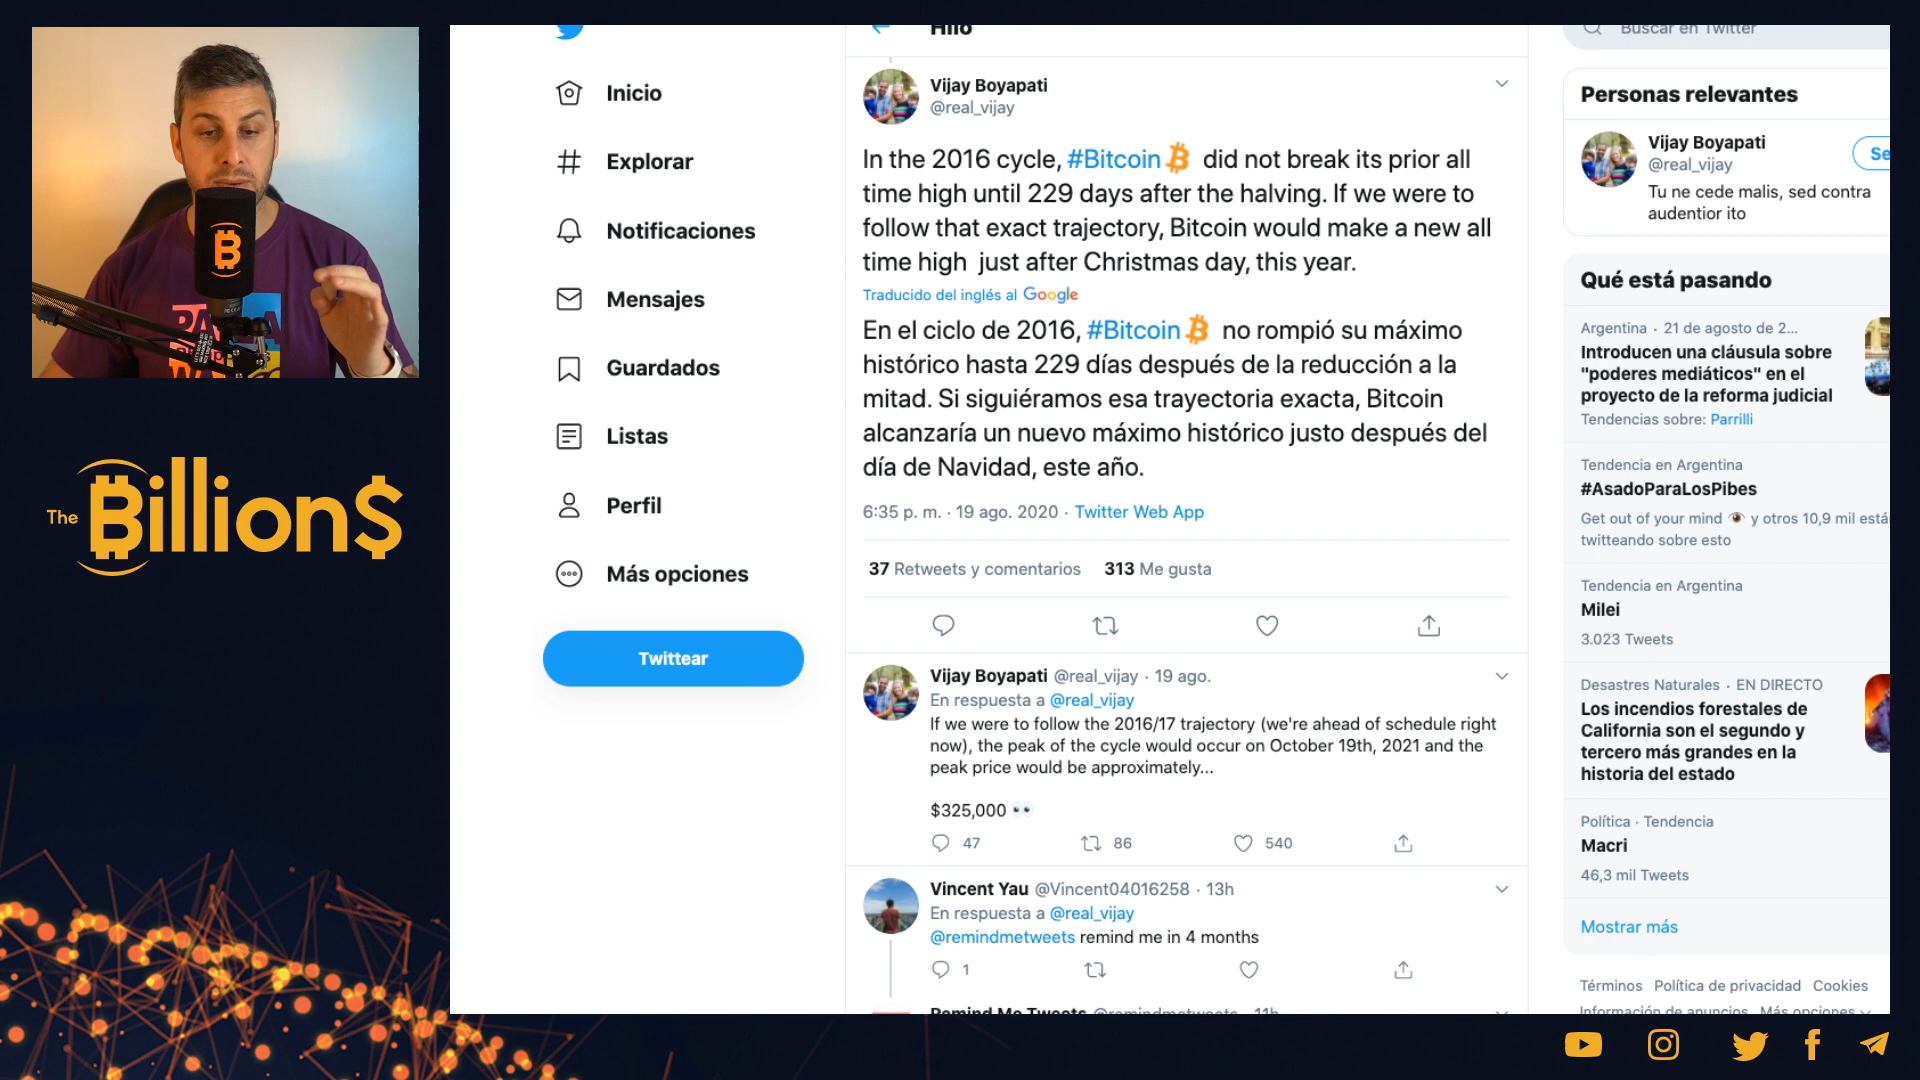 The Billion$
Inicio
Explorar
Notificaciones
Mensajes
Guardados
Listas
Perfil
Más opciones
Twittear
Hilo
Vijay Boyapati
@real_vijay
In the 2016 cycle, #Bitcoin did not break its prior all
time high until 229 days after the halving. If we were to
follow that exact trajectory, Bitcoin would make a new all
time high just after Christmas day, this year.
Traducido del inglés al Google
En el ciclo de 2016, #Bitcoin no rompió su máximo
histórico hasta 229 días después de la reducción a la
mitad. Si siguiéramos esa trayectoria exacta, Bitcoin
alcanzaría un nuevo máximo histórico justo después del
día de Navidad, este año.
6:35 p. m. · 19 ago. 2020 · Twitter Web App
37 Retweets y comentarios 313 Me gusta
Vijay Boyapati @real_vijay · 19 ago.
En respuesta a @real_vijay
If we were to follow the 2016/17 trajectory (we're ahead of schedule right
now), the peak of the cycle would occur on October 19th, 2021 and the
peak price would be approximately...
$325,000 👀
47 86 540
Vincent Yau @Vincent04016258 · 13h
En respuesta a @real_vijay
@remindmetweets remind me in 4 months
1
Remind Me Tweets @remindmetweets · 11h
Buscar en Twitter
Personas relevantes
Vijay Boyapati
@real_vijay
Se
Tu ne cede malis, sed contra
audentior ito
Qué está pasando
Argentina · 21 de agosto de 2...
Introducen una cláusula sobre
"poderes mediáticos" en el
proyecto de la reforma judicial
Tendencias sobre: Parrilli
Tendencia en Argentina
#AsadoParaLosPibes
Get out of your mind 👁 y otros 10,9 mil está
twitteando sobre esto
Tendencia en Argentina
Milei
3.023 Tweets
Desastres Naturales · EN DIRECTO
Los incendios forestales de
California son el segundo y
tercero más grandes en la
historia del estado
Política · Tendencia
Macri
46,3 mil Tweets
Mostrar más
Términos Política de privacidad Cookies
Información de anuncios Más opciones